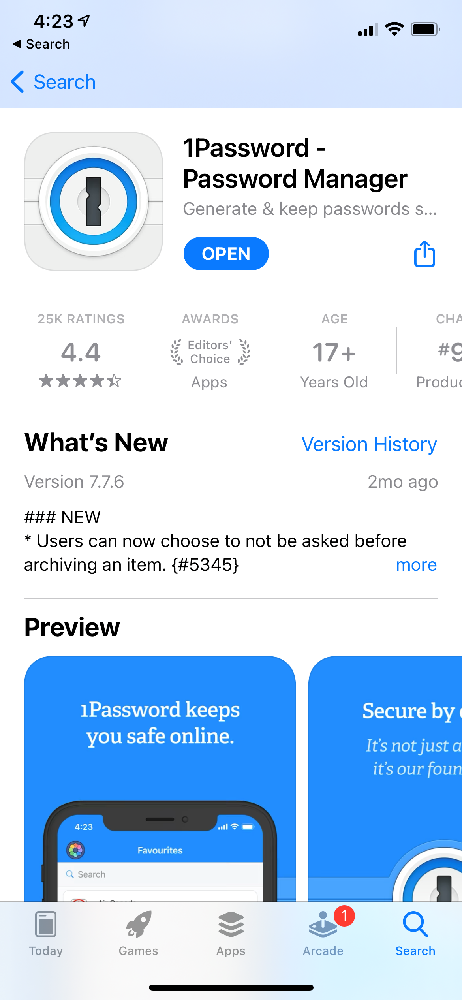 4:23
Search
Search
1Password -
Password Manager
Generate & keep passwords s...
OPEN
25K RATINGS
4.4
AWARDS
Editors'
Choice
Apps
AGE
17+
Years Old
CHA
#9
Produc
What's New
Version History
Version 7.7.6
2mo ago
### NEW
* Users can now choose to not be asked before
archiving an item. {#5345}
more
Preview
1Password keeps
you safe online.
4:23
Favourites
Search
Secure by
It's not just a
it's our foun
Today
Games
Apps
Arcade
1
Search